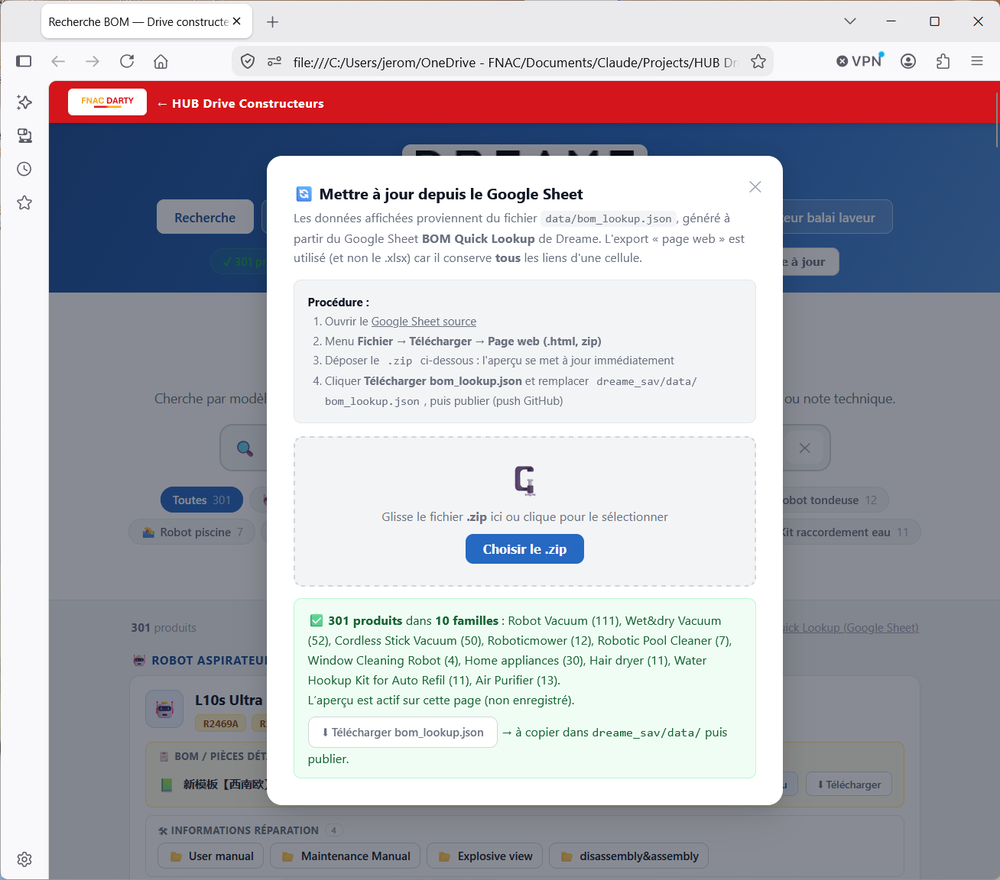 Recherche BOM — Drive constructe
file:///C:/Users/jerom/OneDrive - FNAC/Documents/Claude/Projects/HUB Dr
VPN
FNAC DARTY
← HUB Drive Constructeurs
DREAME
Recherche
eur balai laveur
✓ 301 pr
e à jour
Mettre à jour depuis le Google Sheet
Les données affichées proviennent du fichier data/bom_lookup.json, généré à
partir du Google Sheet BOM Quick Lookup de Dreame. L'export « page web » est
utilisé (et non le .xlsx) car il conserve tous les liens d'une cellule.
Procédure :
1. Ouvrir le Google Sheet source
2. Menu Fichier → Télécharger → Page web (.html, zip)
3. Déposer le .zip ci-dessous : l'aperçu se met à jour immédiatement
4. Cliquer Télécharger bom_lookup.json et remplacer dreame_sav/data/
bom_lookup.json , puis publier (push GitHub)
Cherche par modèl
ou note technique.
Glisse le fichier .zip ici ou clique pour le sélectionner
Choisir le .zip
Toutes 301
obot tondeuse 12
Robot piscine 7
Kit raccordement eau 11
✅ 301 produits dans 10 familles : Robot Vacuum (111), Wet&dry Vacuum
(52), Cordless Stick Vacuum (50), Roboticmower (12), Robotic Pool Cleaner (7),
Window Cleaning Robot (4), Home appliances (30), Hair dryer (11), Water
Hookup Kit for Auto Refil (11), Air Purifier (13).
L'aperçu est actif sur cette page (non enregistré).
⬇ Télécharger bom_lookup.json → à copier dans dreame_sav/data/ puis
publier.
301 produits
uick Lookup (Google Sheet)
ROBOT ASPIRATEUR
L10s Ultra
R2469A
R
BOM / PIÈCES DÉT
新模板【西南欧】
u
⬇ Télécharger
INFORMATIONS RÉPARATION 4
User manual
Maintenance Manual
Explosive view
disassembly&assembly